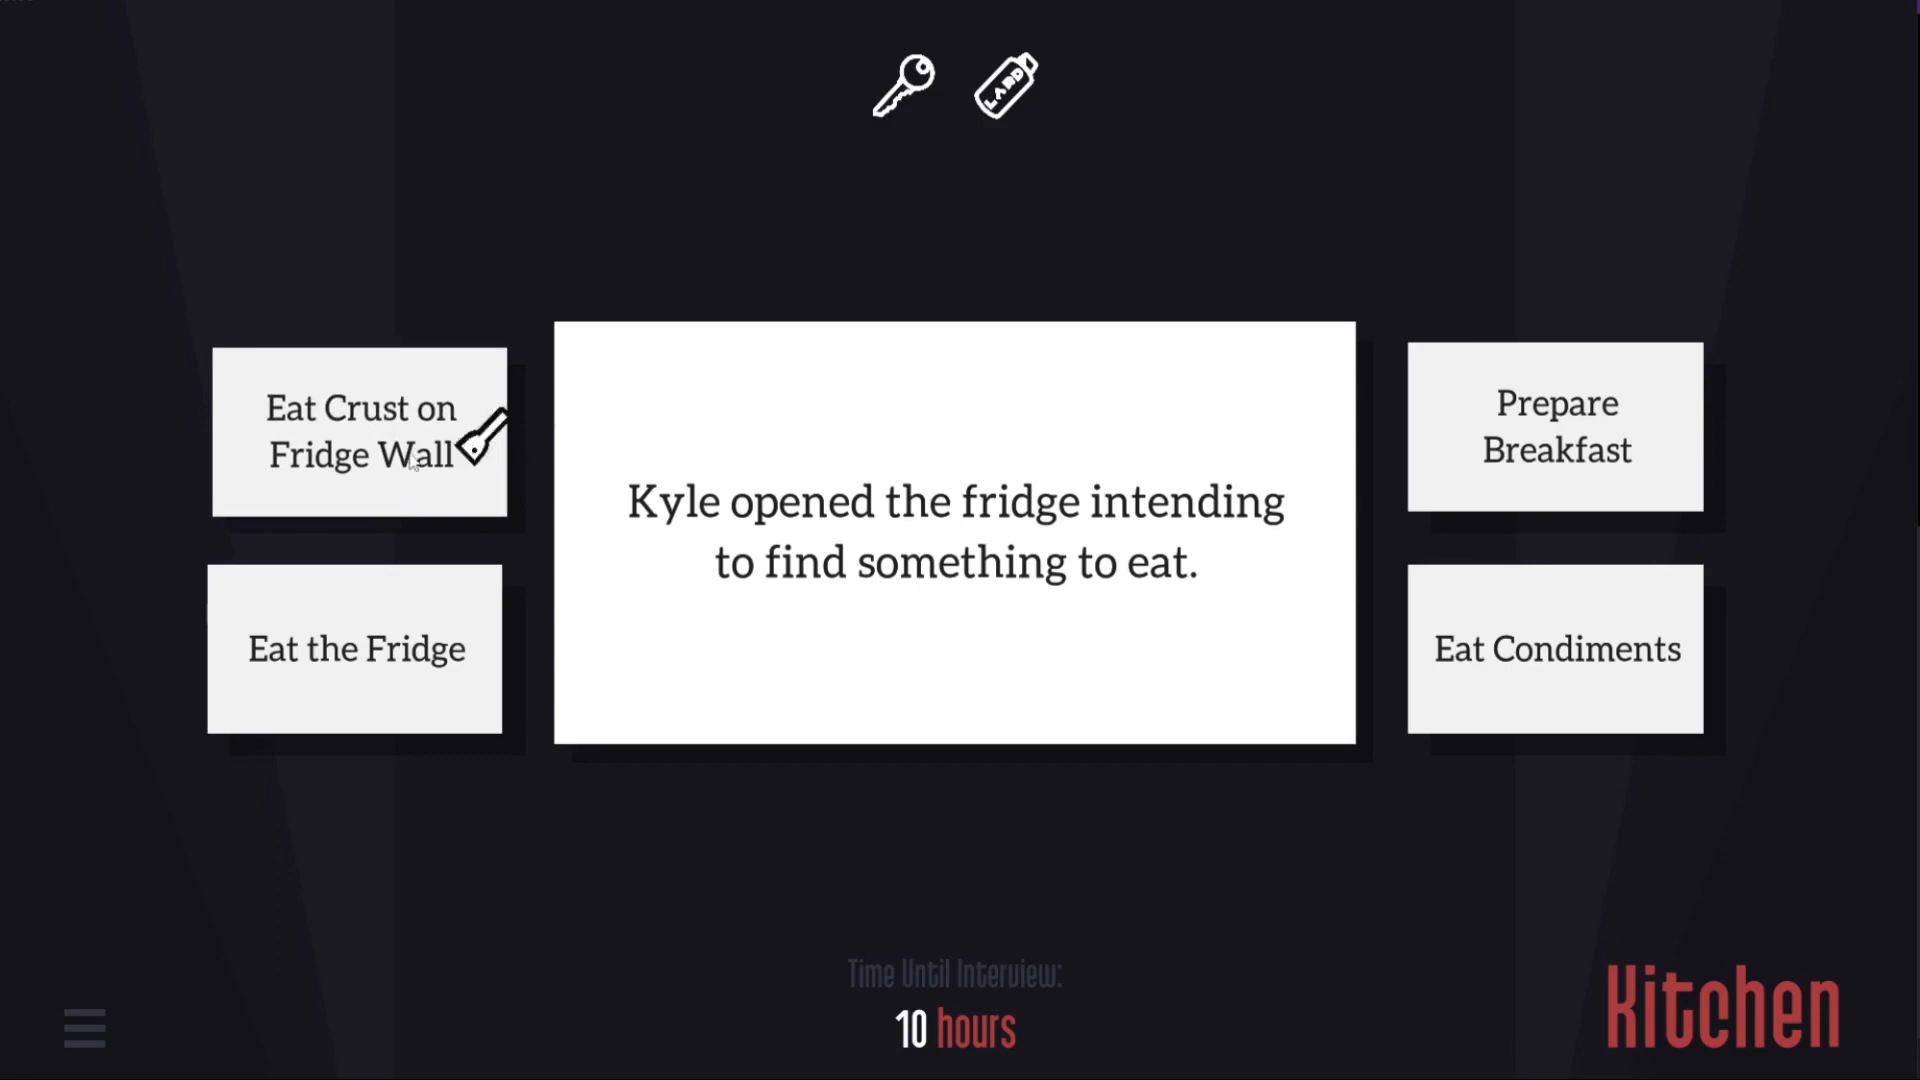 LARD
Eat Crust on
Fridge Wall
Eat the Fridge
Kyle opened the fridge intending
to find something to eat.
Prepare
Breakfast
Eat Condiments
Time Until Interview:
10 hours
Kitchen